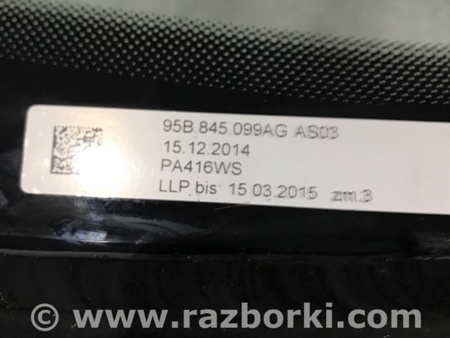 95B.845.099AG AS03
15.12.2014
PA416WS
LLP bis 15.03.2015 zm.3
© www.razborki.com